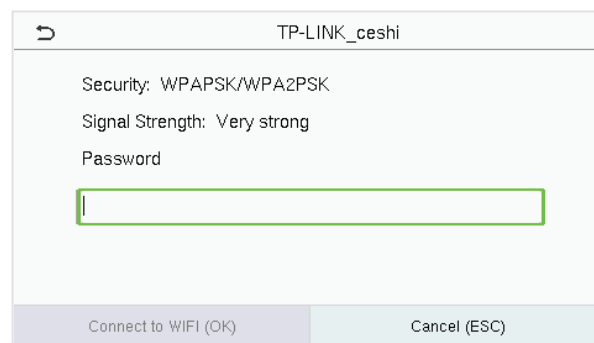 TP-LINK_ceshi
Security: WPAPSK/WPA2PSK
Signal Strength: Very strong
Password
Connect to WIFI (OK)
Cancel (ESC)